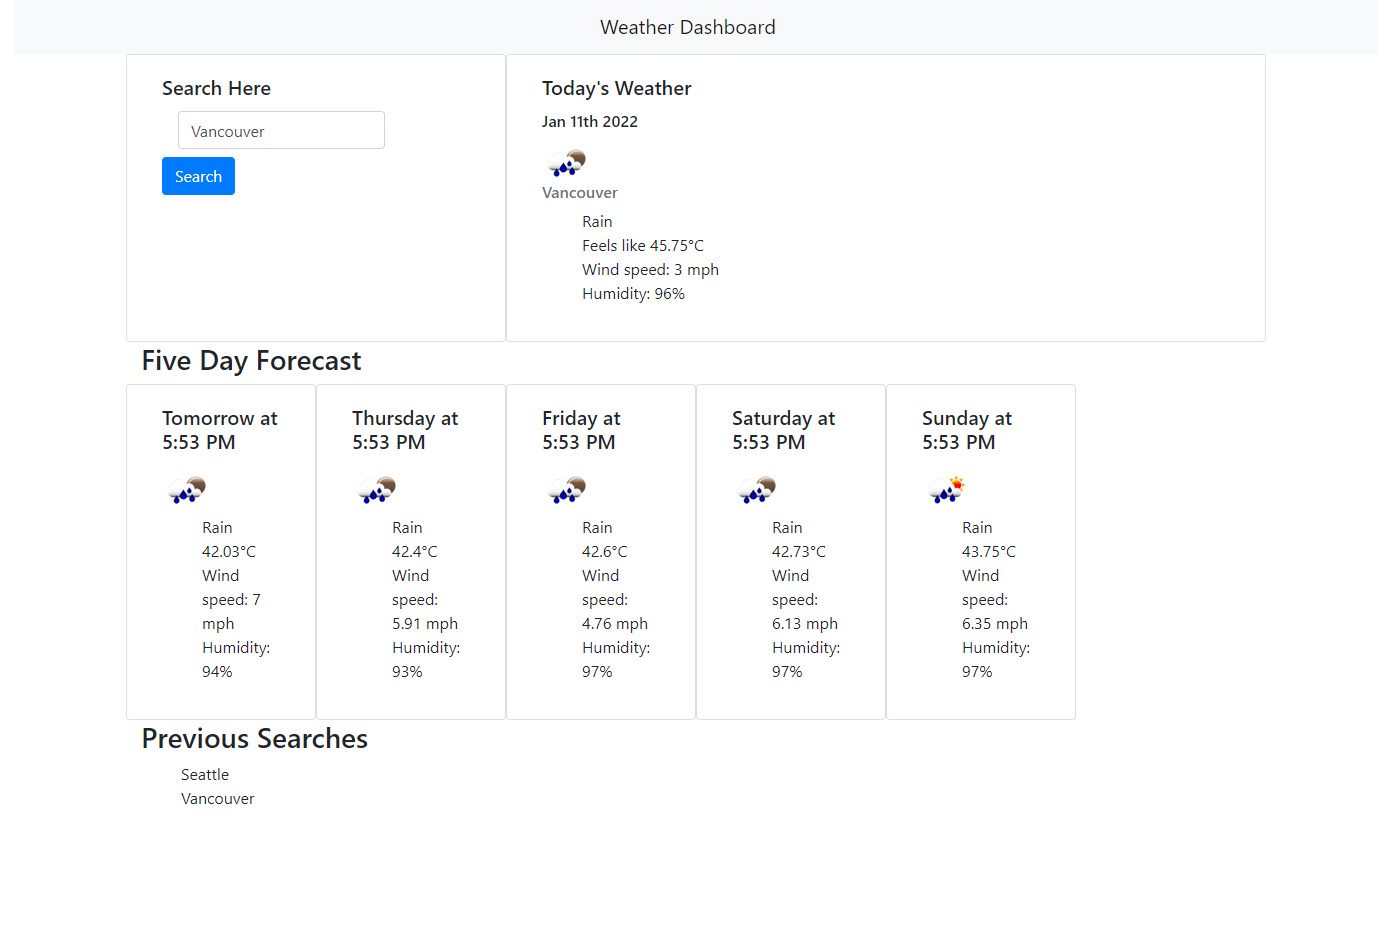 Weather Dashboard
Search Here
Vancouver
Search
Today's Weather
Jan 11th 2022
Vancouver
Rain
Feels like 45.75°C
Wind speed: 3 mph
Humidity: 96%
Five Day Forecast
Tomorrow at
5:53 PM
Rain
42.03°C
Wind
speed: 7
mph
Humidity:
94%
Thursday at
5:53 PM
Rain
42.4°C
Wind
speed:
5.91 mph
Humidity:
93%
Friday at
5:53 PM
Rain
42.6°C
Wind
speed:
4.76 mph
Humidity:
97%
Saturday at
5:53 PM
Rain
42.73°C
Wind
speed:
6.13 mph
Humidity:
97%
Sunday at
5:53 PM
Rain
43.75°C
Wind
speed:
6.35 mph
Humidity:
97%
Previous Searches
Seattle
Vancouver